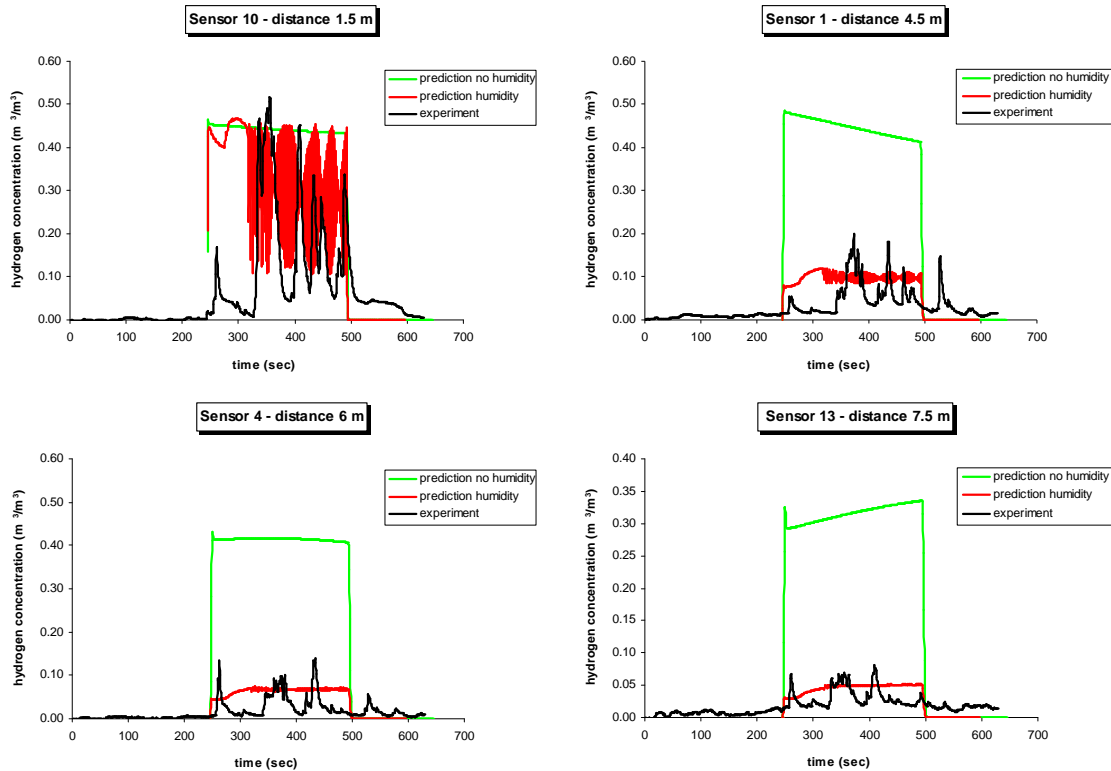 Sensor 10 - distance 1.5 m
hydrogen concentration (m³/m³)
0.60
0.50
0.40
0.30
0.20
0.10
0.00
0 100 200 300 400 500 600 700
time (sec)
prediction no humidity
prediction humidity
experiment
Sensor 1 - distance 4.5 m
hydrogen concentration (m³/m³)
0.60
0.50
0.40
0.30
0.20
0.10
0.00
0 100 200 300 400 500 600 700
time (sec)
prediction no humidity
prediction humidity
experiment
Sensor 4 - distance 6 m
hydrogen concentration (m³/m³)
0.60
0.50
0.40
0.30
0.20
0.10
0.00
0 100 200 300 400 500 600 700
time (sec)
prediction no humidity
prediction humidity
experiment
Sensor 13 - distance 7.5 m
hydrogen concentration (m³/m³)
0.40
0.35
0.30
0.25
0.20
0.15
0.10
0.05
0.00
0 100 200 300 400 500 600 700
time (sec)
prediction no humidity
prediction humidity
experiment